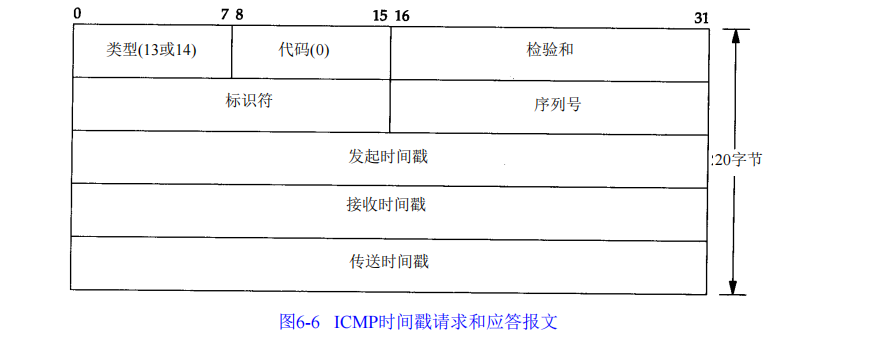 0 7 8 15 16 31
类型(13或14) 代码(0) 检验和
标识符 序列号
发起时间戳
20字节
接收时间戳
传送时间戳
图6-6 ICMP时间戳请求和应答报文